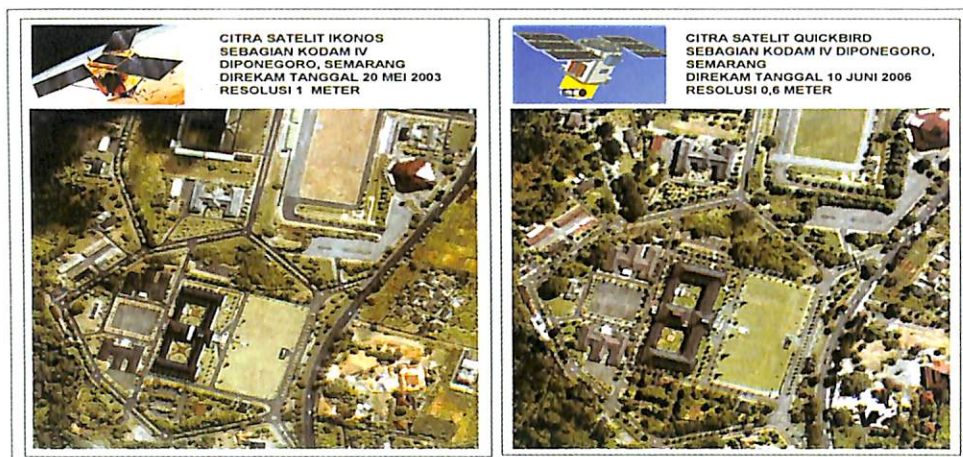 CITRA SATELIT IKONOS
SEBAGIAN KODAM IV
DIPONEGORO, SEMARANG
DIREKAM TANGGAL 20 MEI 2003
RESOLUSI 1 METER
CITRA SATELIT QUICKBIRD
SEBAGIAN KODAM IV DIPONEGORO,
SEMARANG
DIREKAM TANGGAL 10 JUNI 2006
RESOLUSI 0,6 METER